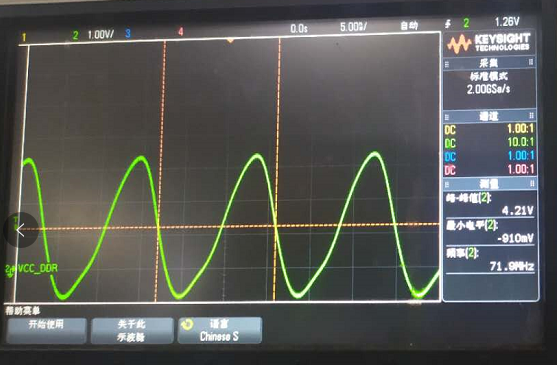 1 2 1.00V/ 3 4 0.0s 5.00ns/ 自动 2 1.26V
KEYSIGHT
TECHNOLOGIES
采集
标准模式
2.00GSa/s
通道
DC 1.00:1
DC 10.0:1
DC 1.00:1
DC 1.00:1
测值
峰-峰值(2):
4.21V
最小电平(2):
-910mV
频率(2):
71.9MHz
VCC_DDR
帮助菜单
开始使用
关于此
示波器
语言
Chinese S